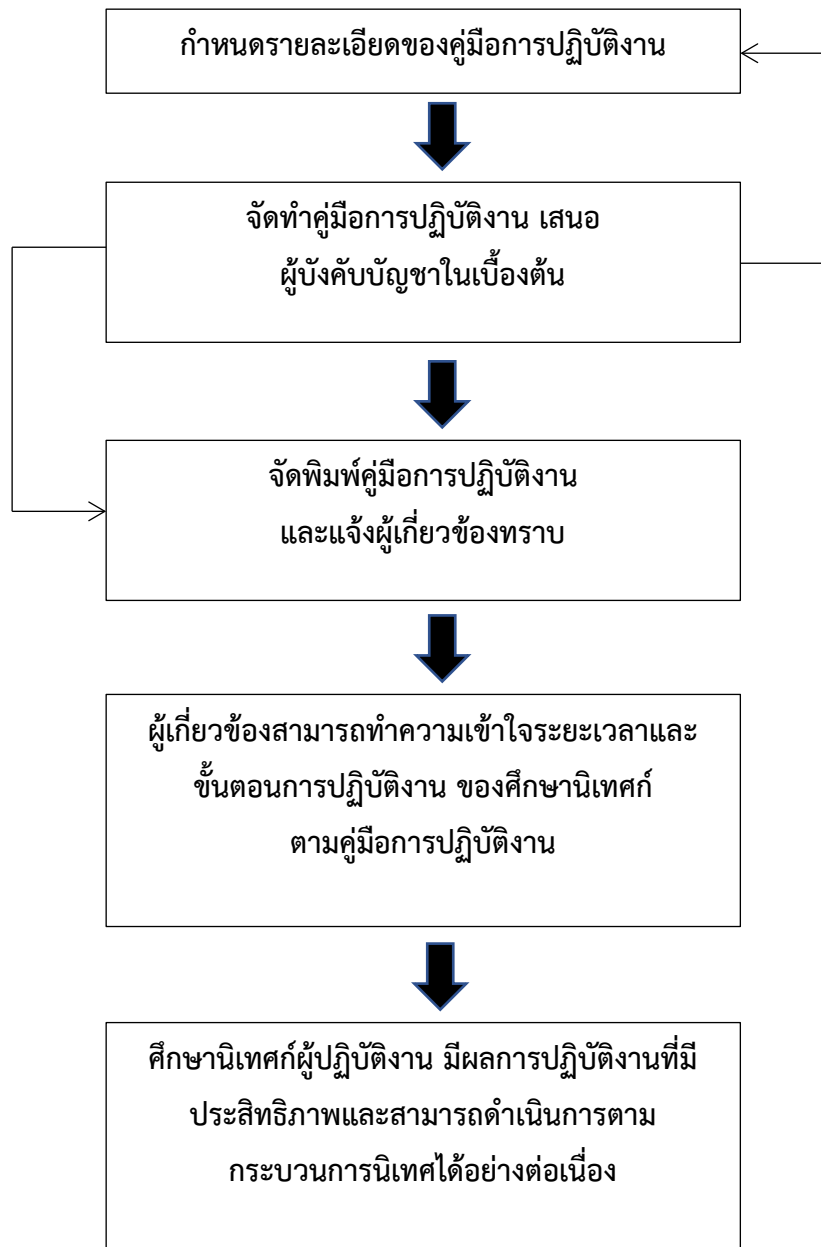 กำหนดรายละเอียดของคู่มือการปฏิบัติงาน
จัดทำคู่มือการปฏิบัติงาน เสนอ
ผู้บังคับบัญชาในเบื้องต้น
จัดพิมพ์คู่มือการปฏิบัติงาน
และแจ้งผู้เกี่ยวข้องทราบ
ผู้เกี่ยวข้องสามารถทำความเข้าใจระยะเวลาและ
ขั้นตอนการปฏิบัติงาน ของศึกษานิเทศก์
ตามคู่มือการปฏิบัติงาน
ศึกษานิเทศก์ผู้ปฏิบัติงาน มีผลการปฏิบัติงานที่มี
ประสิทธิภาพและสามารถดำเนินการตาม
กระบวนการนิเทศได้อย่างต่อเนื่อง